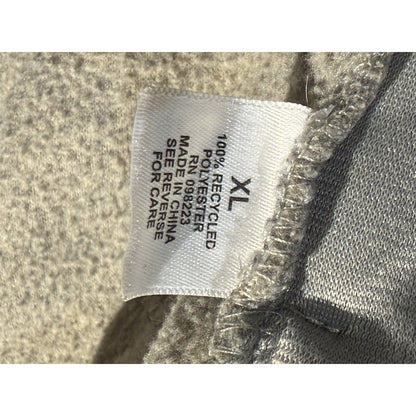 XL
100% RECYCLED
POLYESTER
RN 098223
MADE IN CHINA
SEE REVERSE
FOR CARE